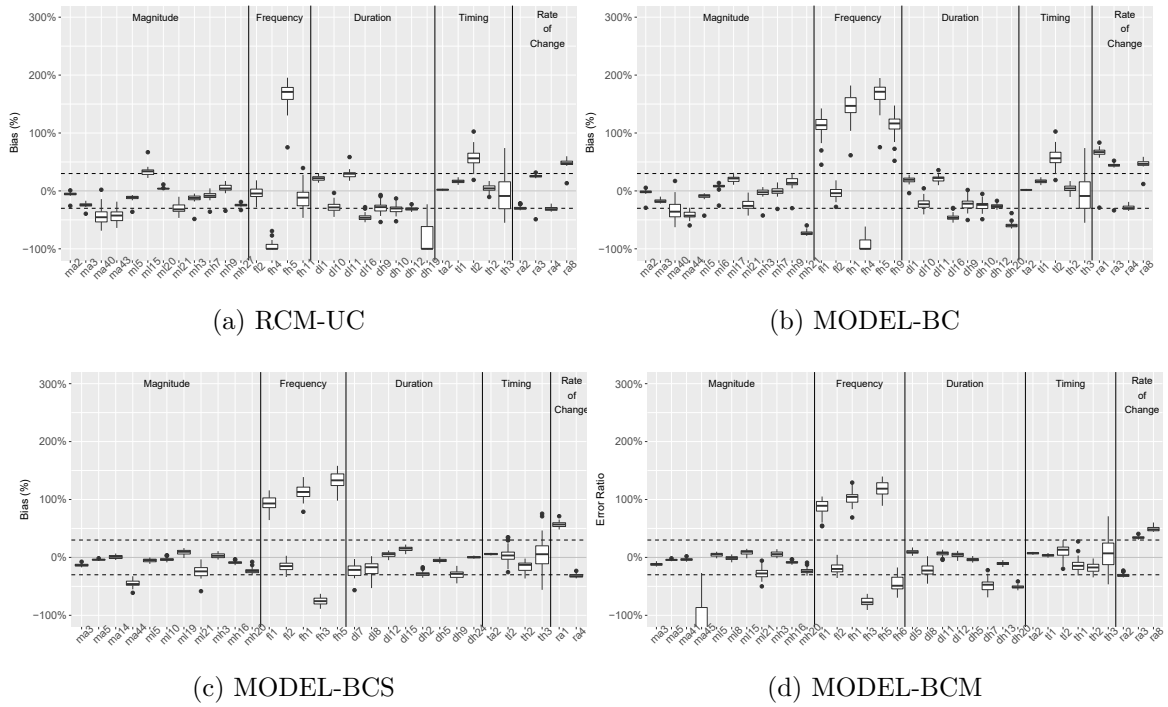 Magnitude Frequency Duration Timing Rate
of
Change
300%
200%
100%
0%
−100%
Bias (%)
ma2 ma3 ma40 ma43 ml5 ml15 ml20 ml21 mh3 mh7 mh9 mh27 fl2 fh4 fh5 fh11 dl1 dl10 dl11 dl16 dh9 dh10 dh12 dh19 ta2 tl1 tl2 th2 th3 ra2 ra3 ra4 ra8
(a) RCM-UC
Magnitude Frequency Duration Timing Rate
of
Change
300%
200%
100%
0%
−100%
Bias (%)
ma2 ma3 ma40 ma44 ml5 ml6 ml17 ml21 mh3 mh7 mh9 mh21 fl1 fl2 fh1 fh4 fh5 fh9 dl1 dl10 dl11 dl16 dh9 dh10 dh12 dh20 ta2 tl1 tl2 th2 th3 ra1 ra3 ra4 ra8
(b) MODEL-BC
Magnitude Frequency Duration Timing Rate
of
Change
300%
200%
100%
0%
−100%
Bias (%)
ma3 ma5 ma14 ma44 ml5 ml10 ml19 ml21 mh3 mh16 mh20 fl1 fl2 fh1 fh3 fh5 dl7 dl8 dl12 dl15 dh2 dh5 dh9 dh24 ta2 tl2 th2 th3 ra1 ra4
(c) MODEL-BCS
Magnitude Frequency Duration Timing Rate
of
Change
300%
200%
100%
0%
−100%
Error Ratio
ma3 ma5 ma41 ma45 ml5 ml8 ml15 ml21 mh3 mh16 mh20 fl1 fl2 fh1 fh3 fh5 fh6 dl5 dl8 dl11 dl12 dh5 dh7 dh13 dh20 ta2 tl1 tl2 th1 th2 th3 ra2 ra3 ra8
(d) MODEL-BCM